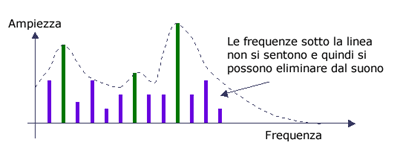 Ampiezza
Le frequenze sotto la linea
non si sentono e quindi si
possono eliminare dal suono
Frequenza